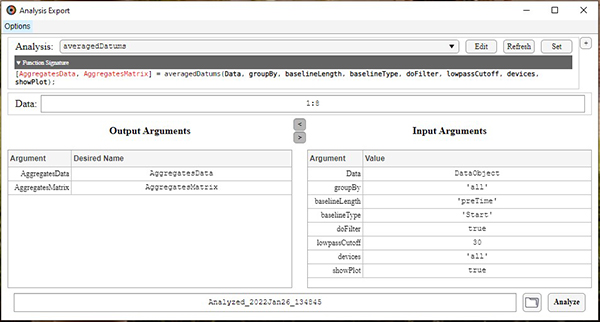 Analysis Export
Options
Analysis: averagedDatums Edit Refresh Set +
Function Signature
[AggregatesData, AggregatesMatrix] = averagedDatums(Data, groupBy, baselineLength, baselineType, doFilter, lowpassCutoff, devices,
showPlot);
Data: 1:8
Output Arguments < Input Arguments
>
Argument Desired Name Argument Value
AggregatesData AggregatesData Data DataObject
AggregatesMatrix AggregatesMatrix groupBy 'all'
baselineLength 'preTime'
baselineType 'Start'
doFilter true
lowpassCutoff 30
devices 'all'
showPlot true
Analyzed_2022Jan26_134845 Analyze